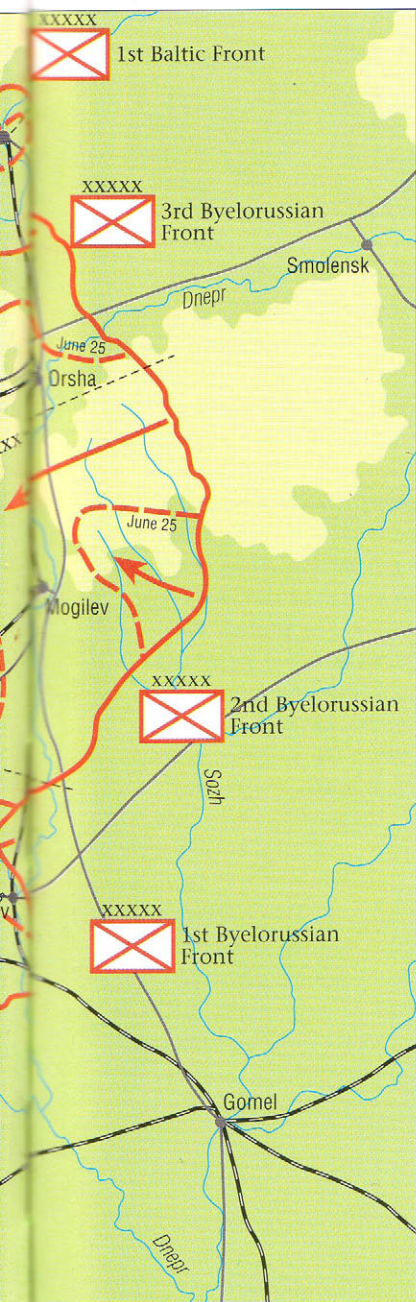 XXXXX
1st Baltic Front
XXXXX
3rd Byelorussian
Front
Smolensk
Dnepr
June 25
Orsha
XX
June 25
Mogilev
XXXXX
2nd Byelorussian
Front
Sozh
v
XXXXX
1st Byelorussian
Front
Gomel
Dnepr